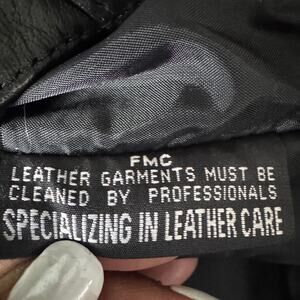 FMC
LEATHER GARMENTS MUST BE
CLEANED BY PROFESSIONALS
SPECIALIZING IN LEATHER CARE